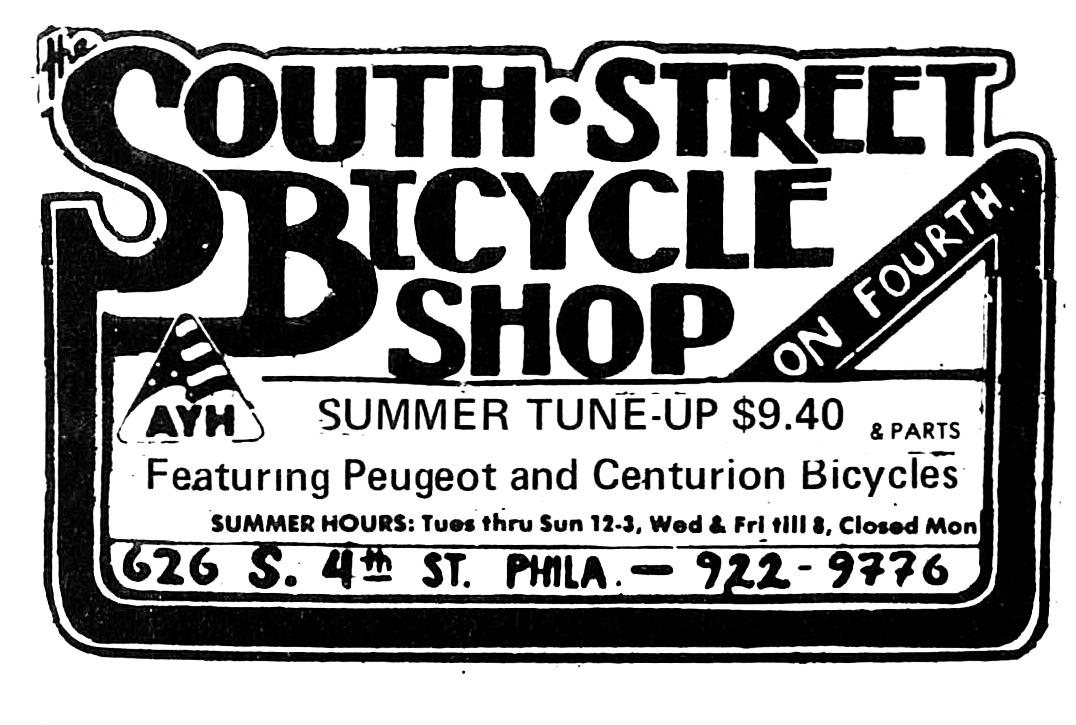 the SOUTH·STREET
BICYCLE
SHOP
ON FOURTH
AYH
SUMMER TUNE-UP $9.40
& PARTS
Featuring Peugeot and Centurion Bicycles
SUMMER HOURS: Tues thru Sun 12-3, Wed & Fri till 8, Closed Mon
626 S. 4th ST. PHILA. — 922-9776